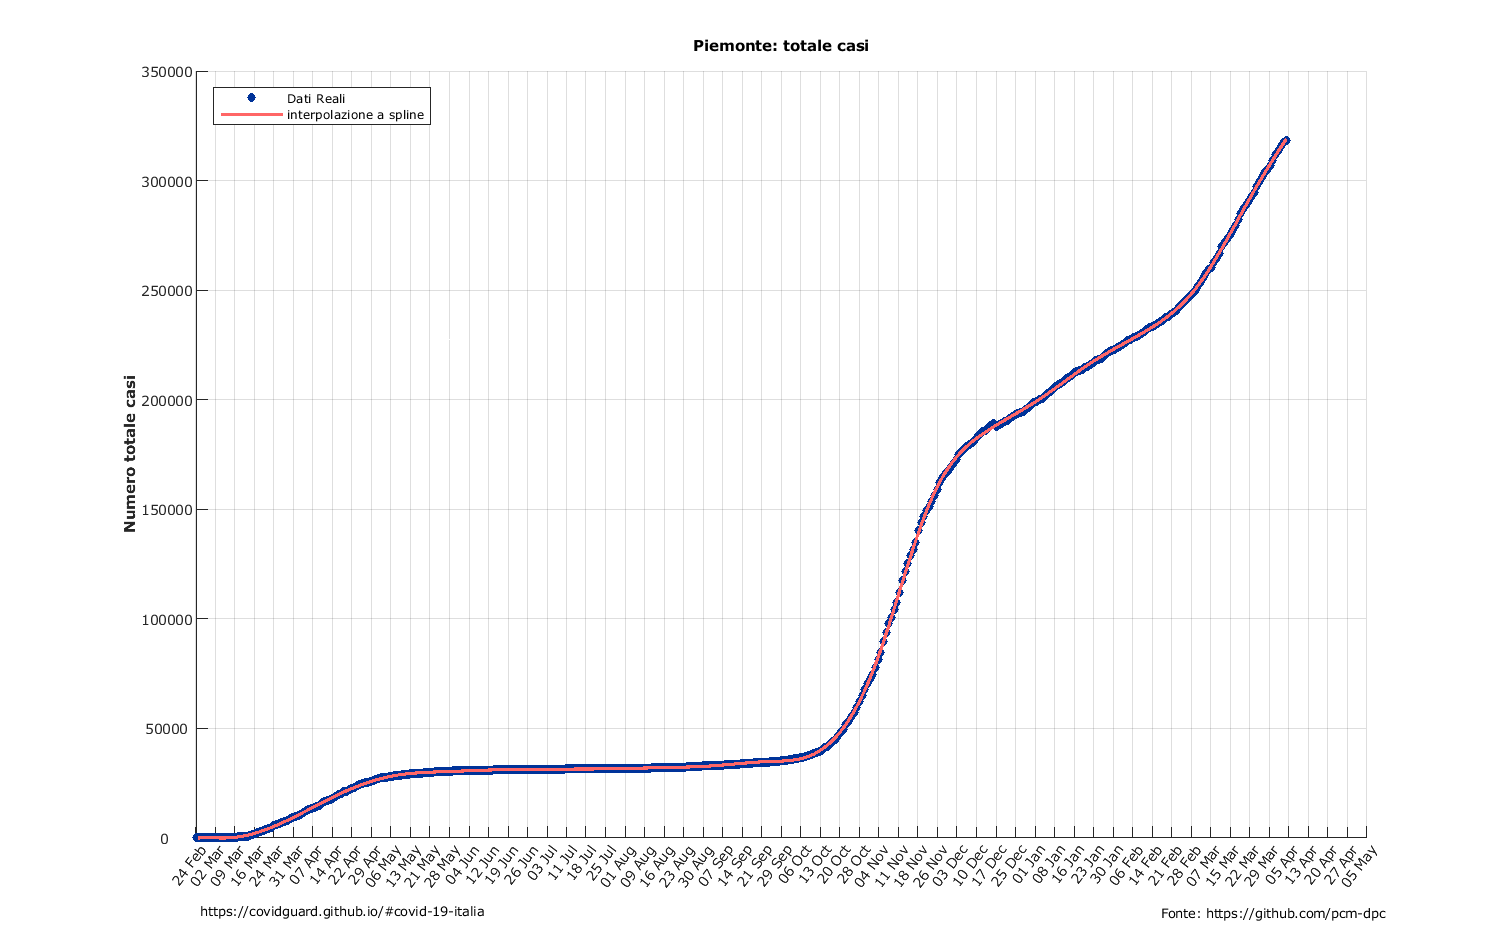 Piemonte: totale casi
350000
300000
250000
200000
150000
100000
50000
0
Numero totale casi
Dati Reali
interpolazione a spline
24 Feb
02 Mar
09 Mar
16 Mar
24 Mar
31 Mar
07 Apr
14 Apr
22 Apr
29 Apr
06 May
13 May
21 May
28 May
04 Jun
12 Jun
19 Jun
26 Jun
03 Jul
11 Jul
18 Jul
25 Jul
01 Aug
09 Aug
16 Aug
23 Aug
30 Aug
07 Sep
14 Sep
21 Sep
29 Sep
06 Oct
13 Oct
20 Oct
28 Oct
04 Nov
11 Nov
18 Nov
26 Nov
03 Dec
10 Dec
17 Dec
25 Dec
01 Jan
08 Jan
16 Jan
23 Jan
30 Jan
06 Feb
14 Feb
21 Feb
28 Feb
07 Mar
15 Mar
22 Mar
29 Mar
05 Apr
13 Apr
20 Apr
27 Apr
05 May
https://covidguard.github.io/#covid-19-italia
Fonte: https://github.com/pcm-dpc